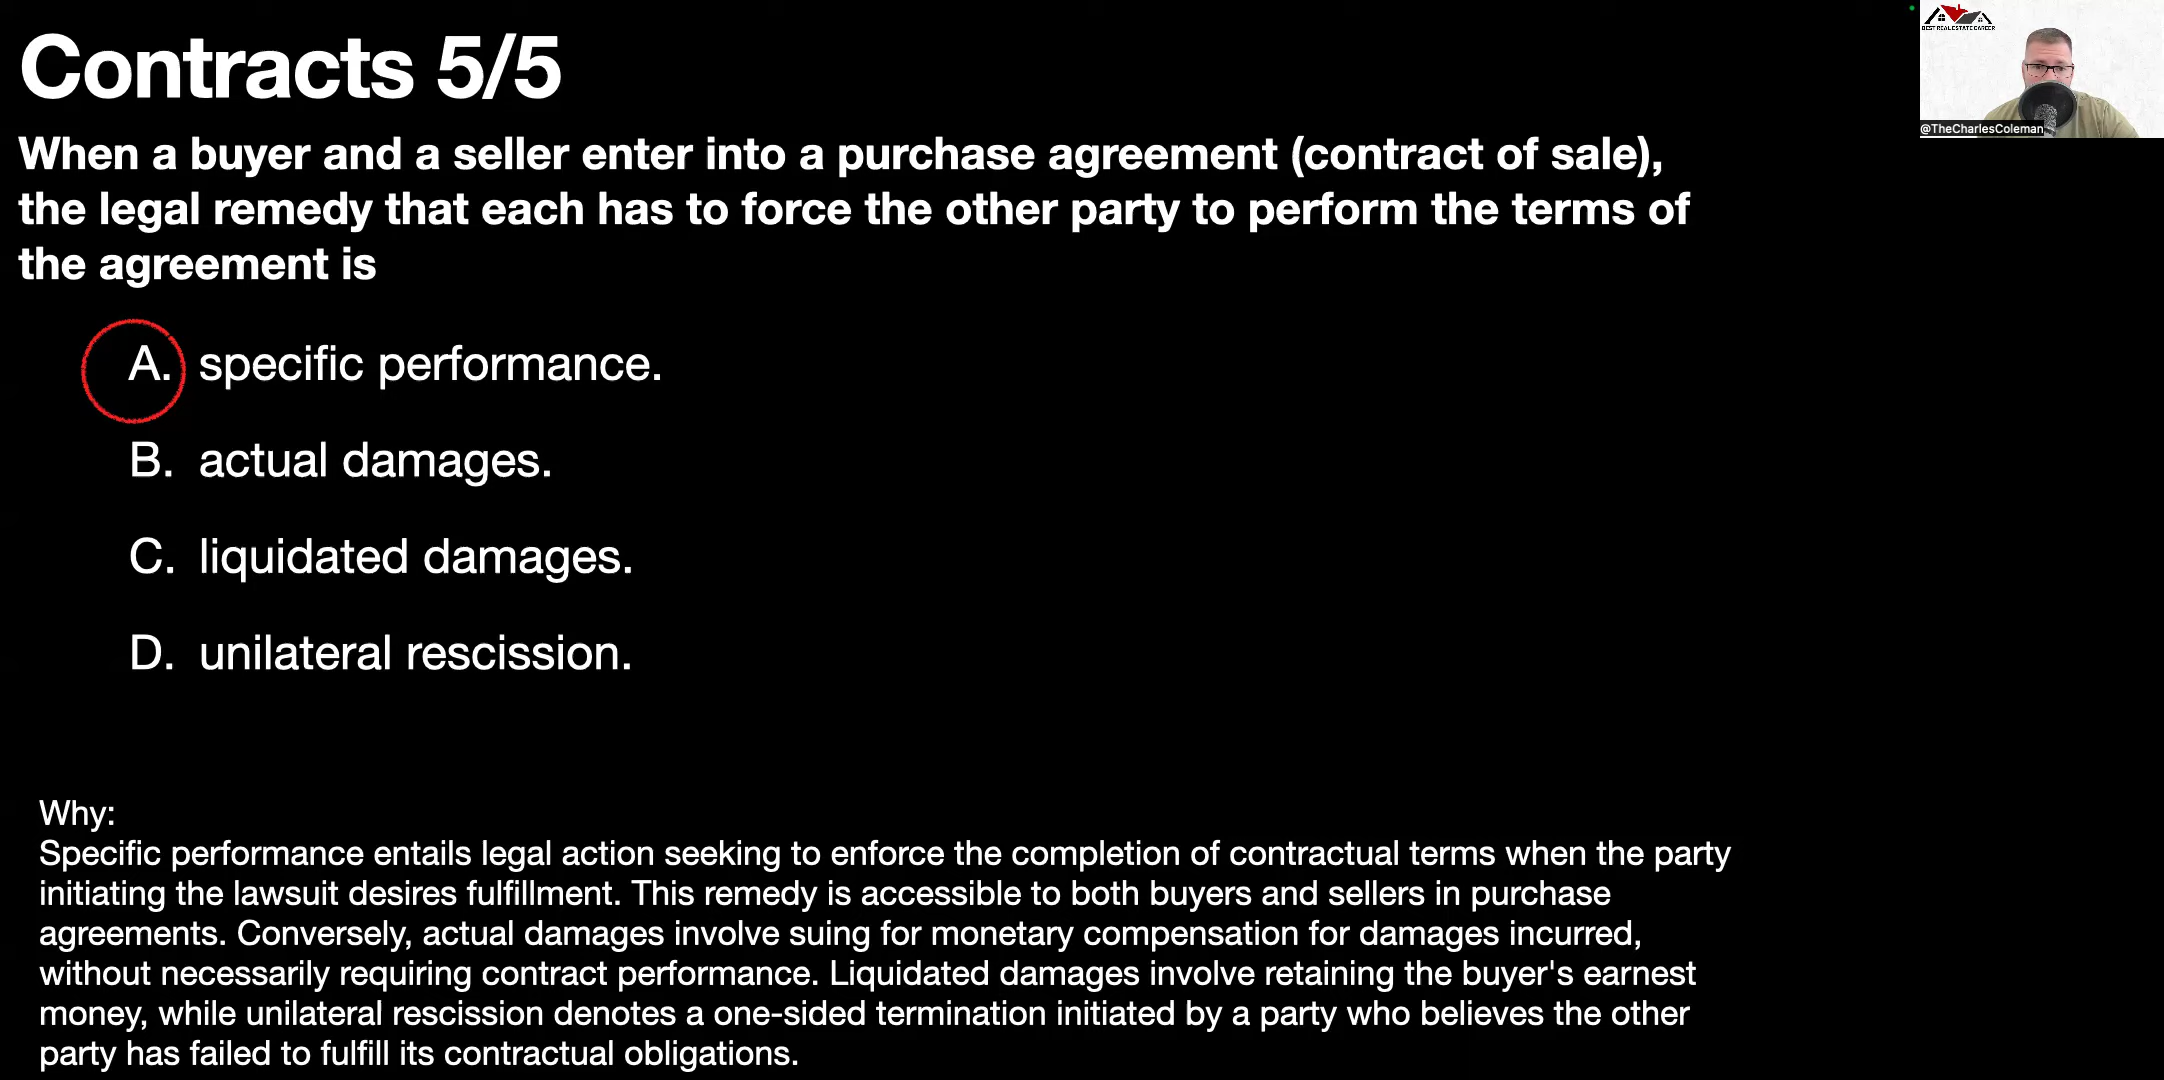 Contracts 5/5
When a buyer and a seller enter into a purchase agreement (contract of sale),
the legal remedy that each has to force the other party to perform the terms of
the agreement is
A. specific performance.
B. actual damages.
C. liquidated damages.
D. unilateral rescission.
Why:
Specific performance entails legal action seeking to enforce the completion of contractual terms when the party
initiating the lawsuit desires fulfillment. This remedy is accessible to both buyers and sellers in purchase
agreements. Conversely, actual damages involve suing for monetary compensation for damages incurred,
without necessarily requiring contract performance. Liquidated damages involve retaining the buyer's earnest
money, while unilateral rescission denotes a one-sided termination initiated by a party who believes the other
party has failed to fulfill its contractual obligations.
BEST REAL ESTATE CAREER
@TheCharlesColeman